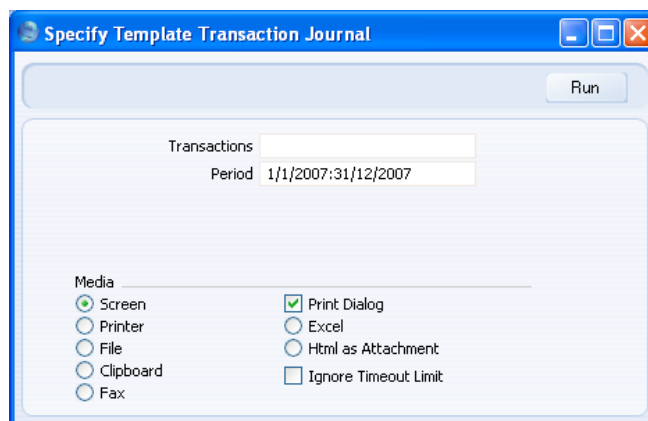 Specify Template Transaction Journal
Run
Transactions
Period 1/1/2007:31/12/2007
Media
Screen Print Dialog
Printer Excel
File Html as Attachment
Clipboard Ignore Timeout Limit
Fax